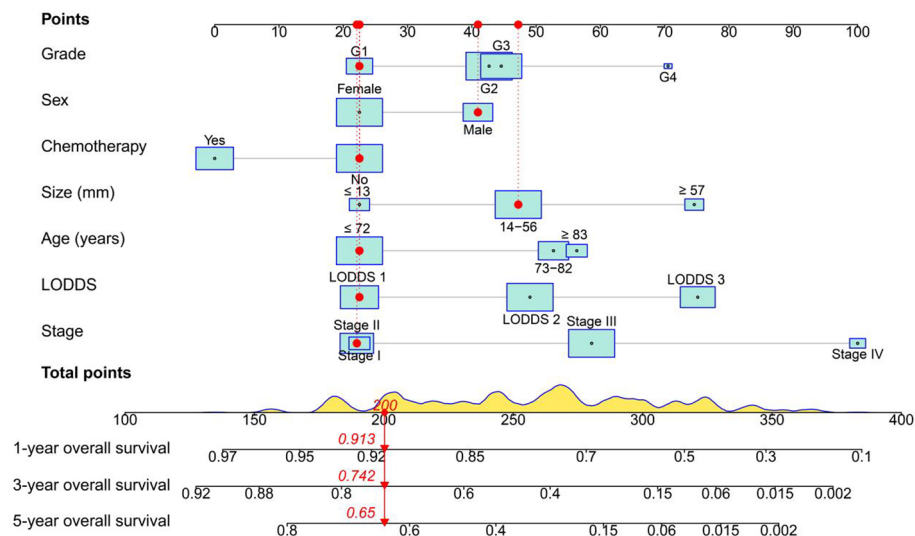 Points
0 10 20 30 40 50 60 70 80 90 100
Grade
G1 G3
G2 G4
Sex
Female
Male
Chemotherapy
Yes
No
Size (mm)
≤ 13 ≥ 57
14−56
Age (years)
≤ 72 ≥ 83
73−82
LODDS
LODDS 1 LODDS 3
LODDS 2
Stage
Stage II Stage III
Stage I Stage IV
Total points
200
100 150 200 250 300 350 400
1-year overall survival
0.913
0.97 0.95 0.92 0.85 0.7 0.5 0.3 0.1
3-year overall survival
0.742
0.92 0.88 0.8 0.6 0.4 0.15 0.06 0.015 0.002
5-year overall survival
0.65
0.8 0.6 0.4 0.15 0.06 0.015 0.002